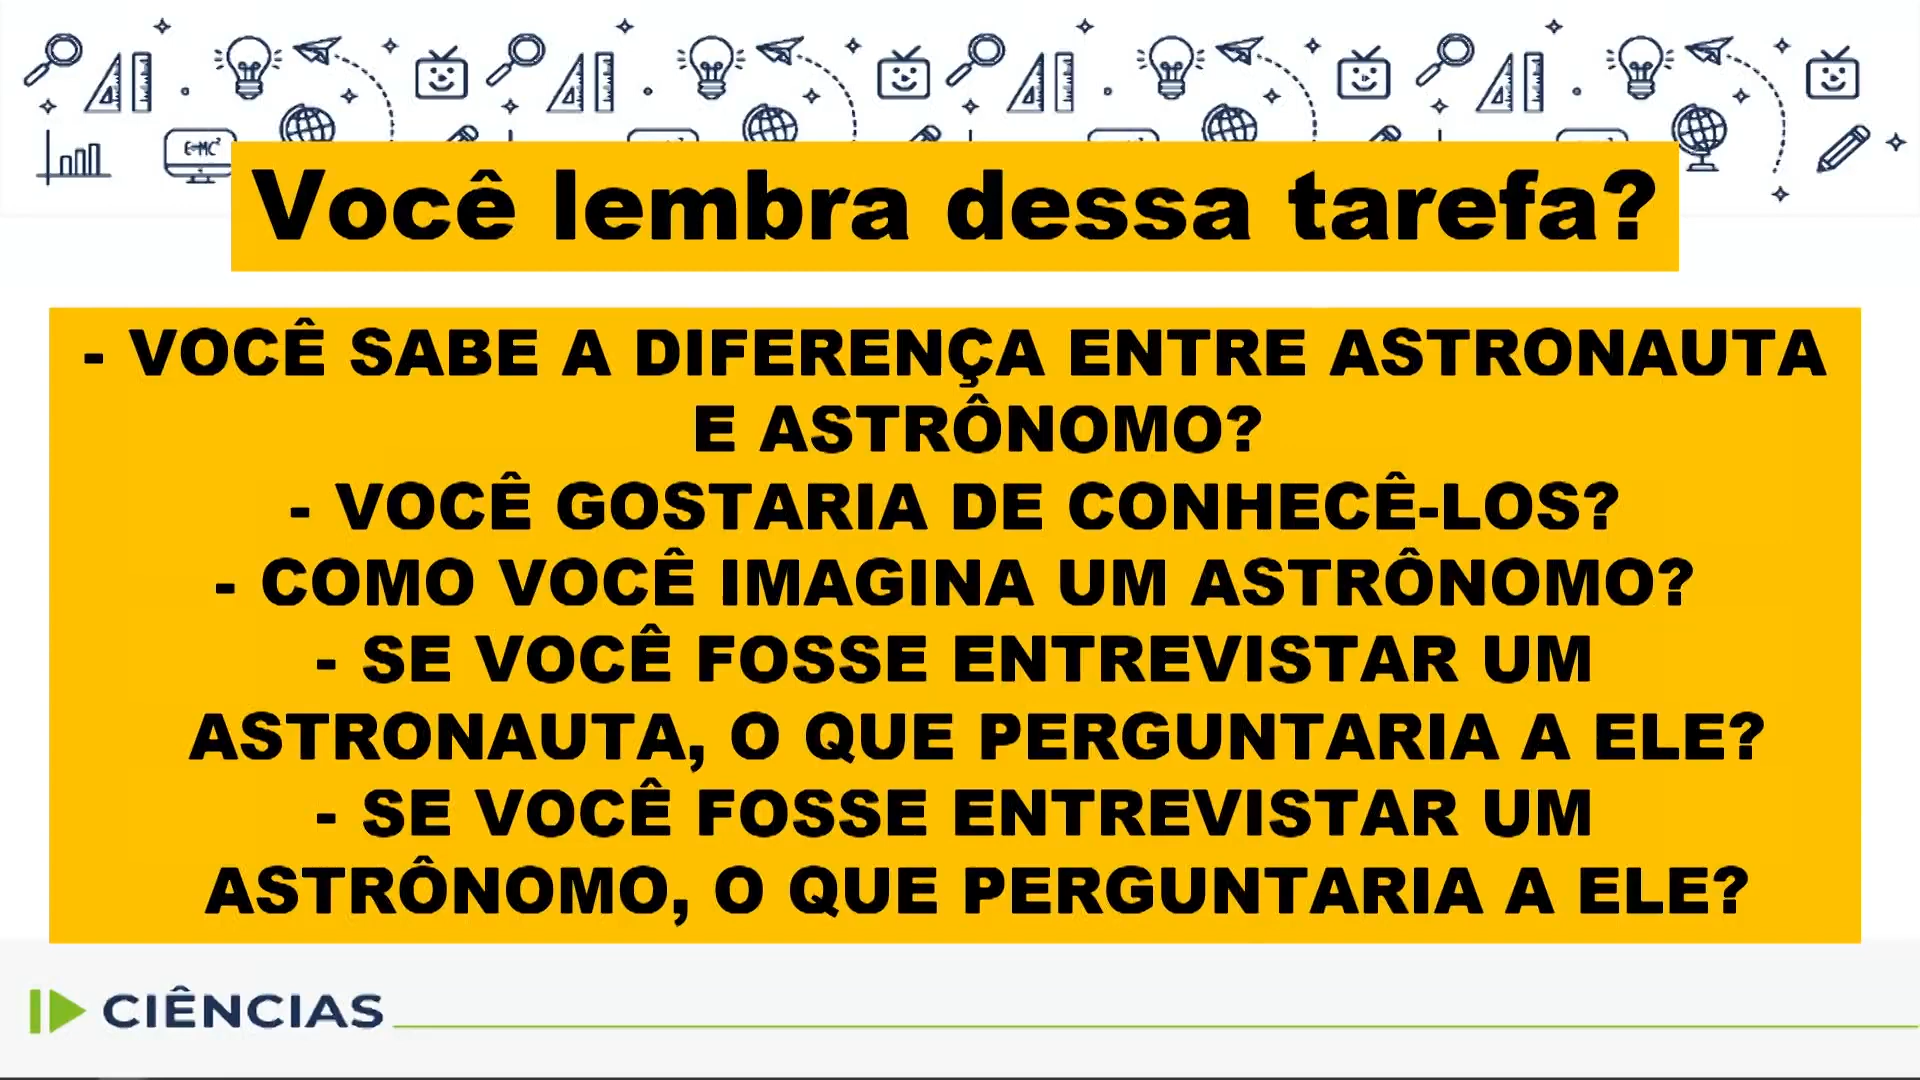 E=MC²
Você lembra dessa tarefa?
- VOCÊ SABE A DIFERENÇA ENTRE ASTRONAUTA
E ASTRÔNOMO?
- VOCÊ GOSTARIA DE CONHECÊ-LOS?
- COMO VOCÊ IMAGINA UM ASTRÔNOMO?
- SE VOCÊ FOSSE ENTREVISTAR UM
ASTRONAUTA, O QUE PERGUNTARIA A ELE?
- SE VOCÊ FOSSE ENTREVISTAR UM
ASTRÔNOMO, O QUE PERGUNTARIA A ELE?
CIÊNCIAS